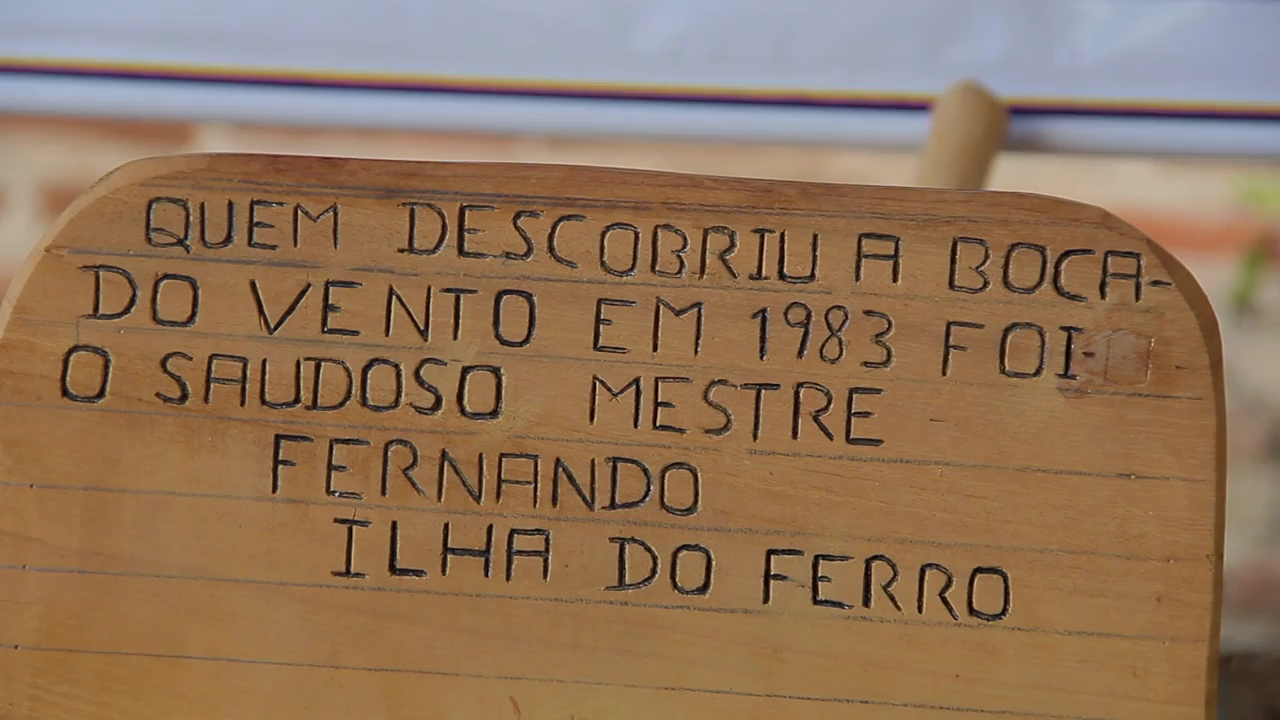 QUEM DESCOBRIU A BOCA-
DO VENTO EM 1983 FOI
O SAUDOSO MESTRE
FERNANDO
ILHA DO FERRO